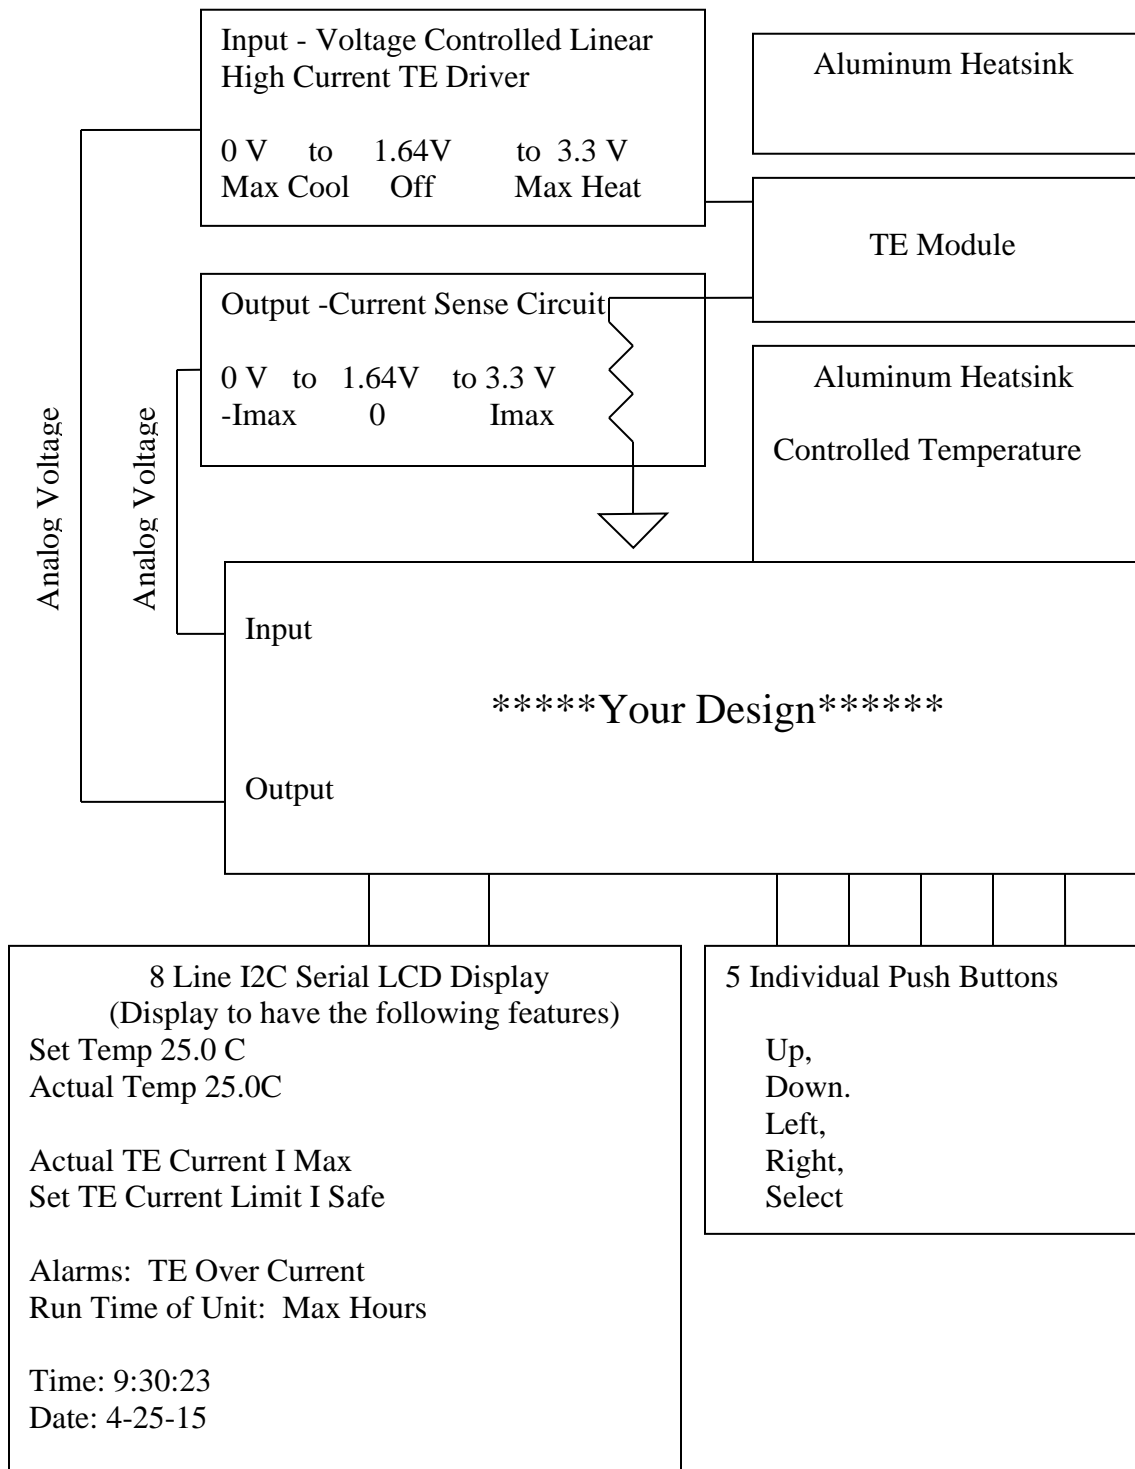 Input - Voltage Controlled Linear
High Current TE Driver
0 V to 1.64V to 3.3 V
Max Cool Off Max Heat
Aluminum Heatsink
TE Module
Output -Current Sense Circuit
0 V to 1.64V to 3.3 V
-Imax 0 Imax
Aluminum Heatsink
Controlled Temperature
Analog Voltage
Analog Voltage
Input
*****Your Design******
Output
8 Line I2C Serial LCD Display
(Display to have the following features)
Set Temp 25.0 C
Actual Temp 25.0C
Actual TE Current I Max
Set TE Current Limit I Safe
Alarms: TE Over Current
Run Time of Unit: Max Hours
Time: 9:30:23
Date: 4-25-15
5 Individual Push Buttons
Up,
Down.
Left,
Right,
Select